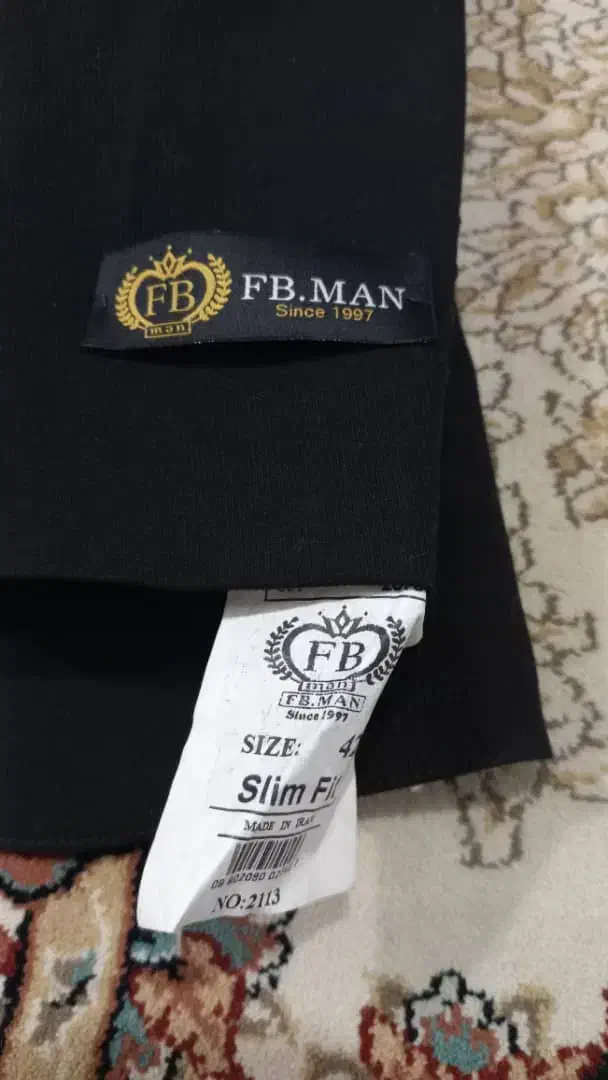 FB
man
FB.MAN
Since 1997
FB
man
FB.MAN
Since 1997
SIZE:
Slim Fit
MADE IN IRAN
NO:2113